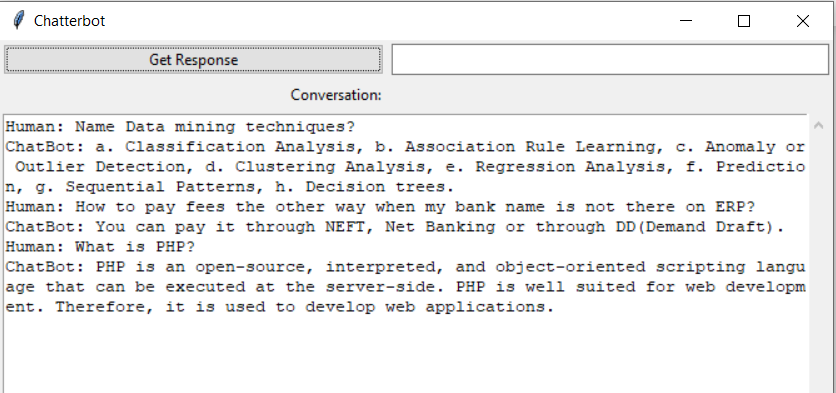 Chatterbot
Get Response
Conversation:
Human: Name Data mining techniques?
ChatBot: a. Classification Analysis, b. Association Rule Learning, c. Anomaly or
 Outlier Detection, d. Clustering Analysis, e. Regression Analysis, f. Predictio
n, g. Sequential Patterns, h. Decision trees.
Human: How to pay fees the other way when my bank name is not there on ERP?
ChatBot: You can pay it through NEFT, Net Banking or through DD(Demand Draft).
Human: What is PHP?
ChatBot: PHP is an open-source, interpreted, and object-oriented scripting langu
age that can be executed at the server-side. PHP is well suited for web developm
ent. Therefore, it is used to develop web applications.